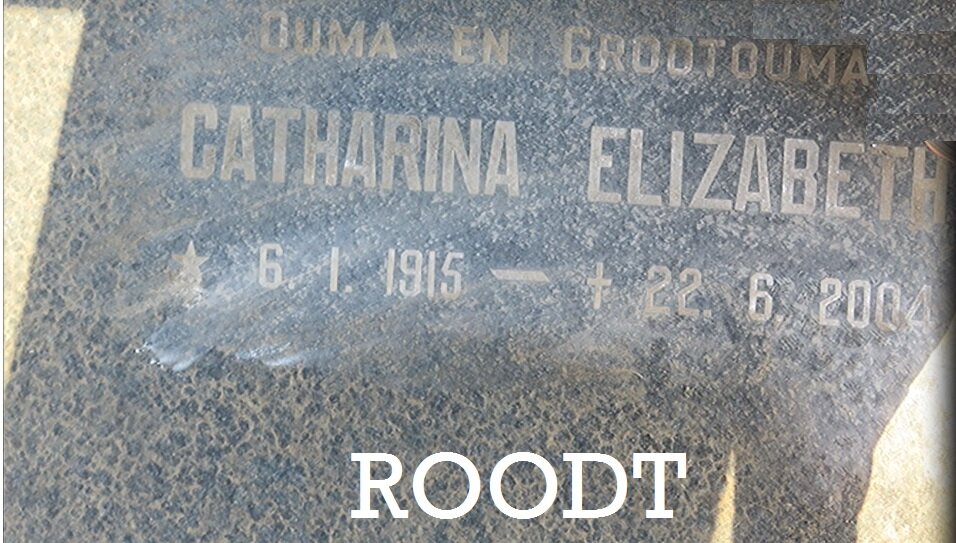 OUMA EN GROOTOUMA
CATHARINA ELIZABETH
★ 6. 1. 1915 — † 22. 6. 2004
ROODT